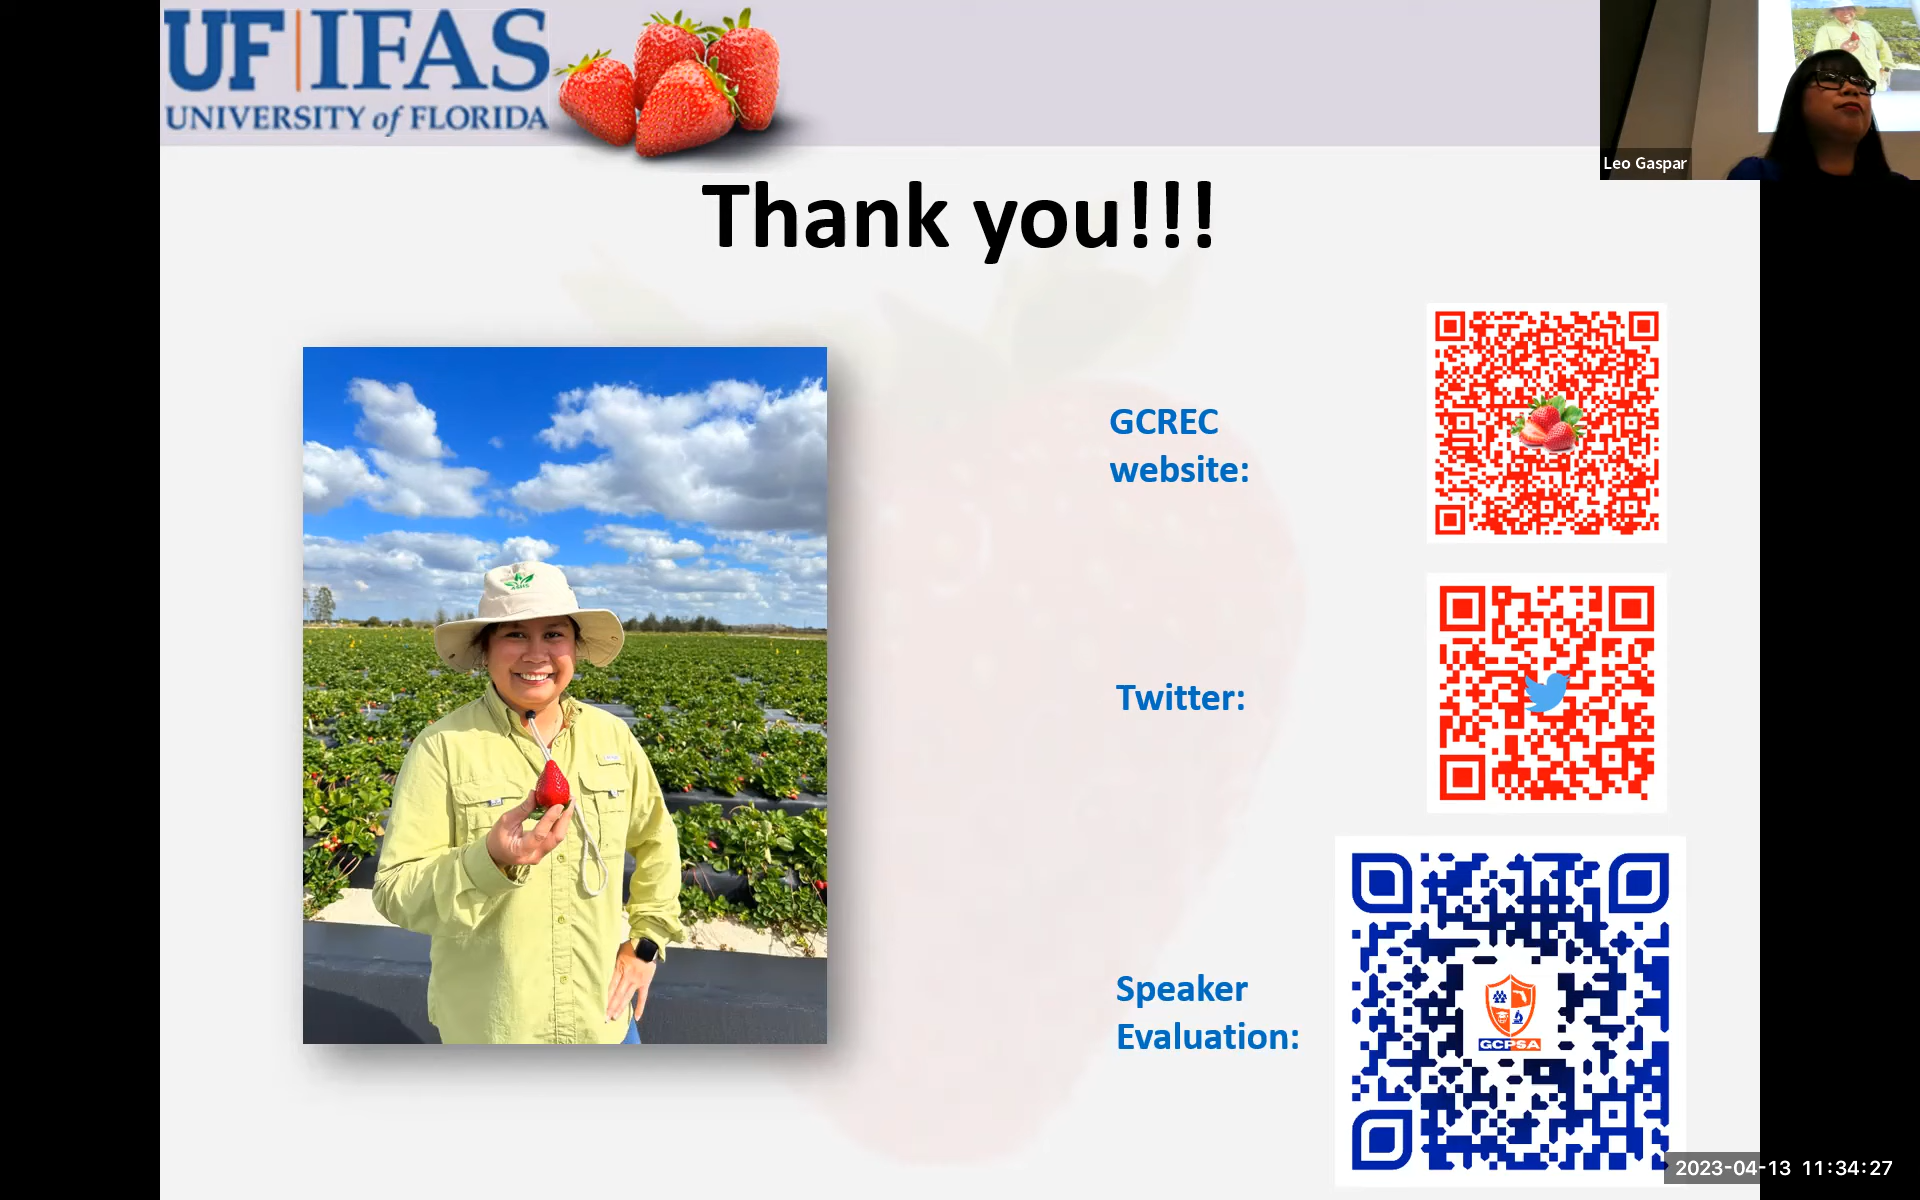 UF|IFAS
UNIVERSITY of FLORIDA
Leo Gaspar
Thank you!!!
GCREC
website:
Twitter:
Speaker
Evaluation:
GCPSA
2023-04-13 11:34:27